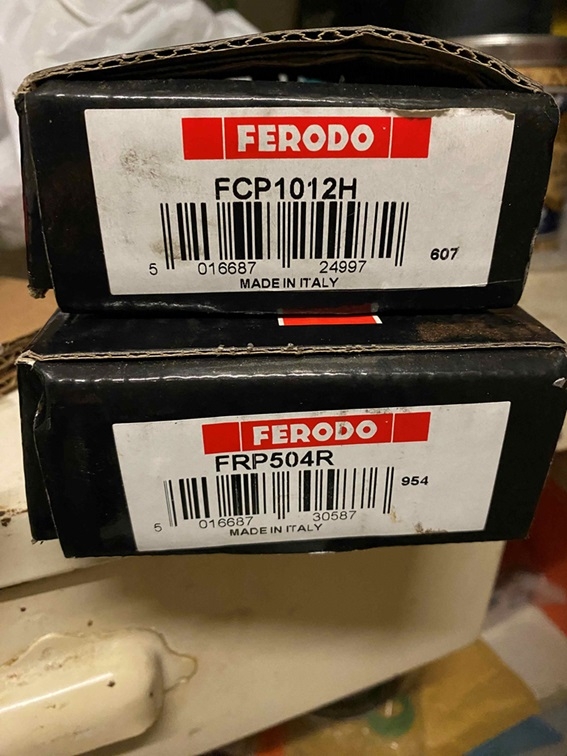 FERODO
FCP1012H
5 016687 24997
607
MADE IN ITALY
FERODO
FRP504R
954
5 016687 30587
MADE IN ITALY